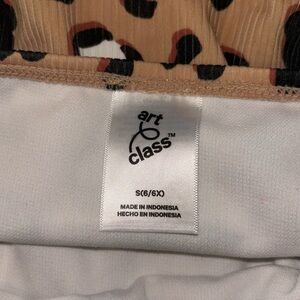 art
class™
S(6/6X)
MADE IN INDONESIA
HECHO EN INDONESIA